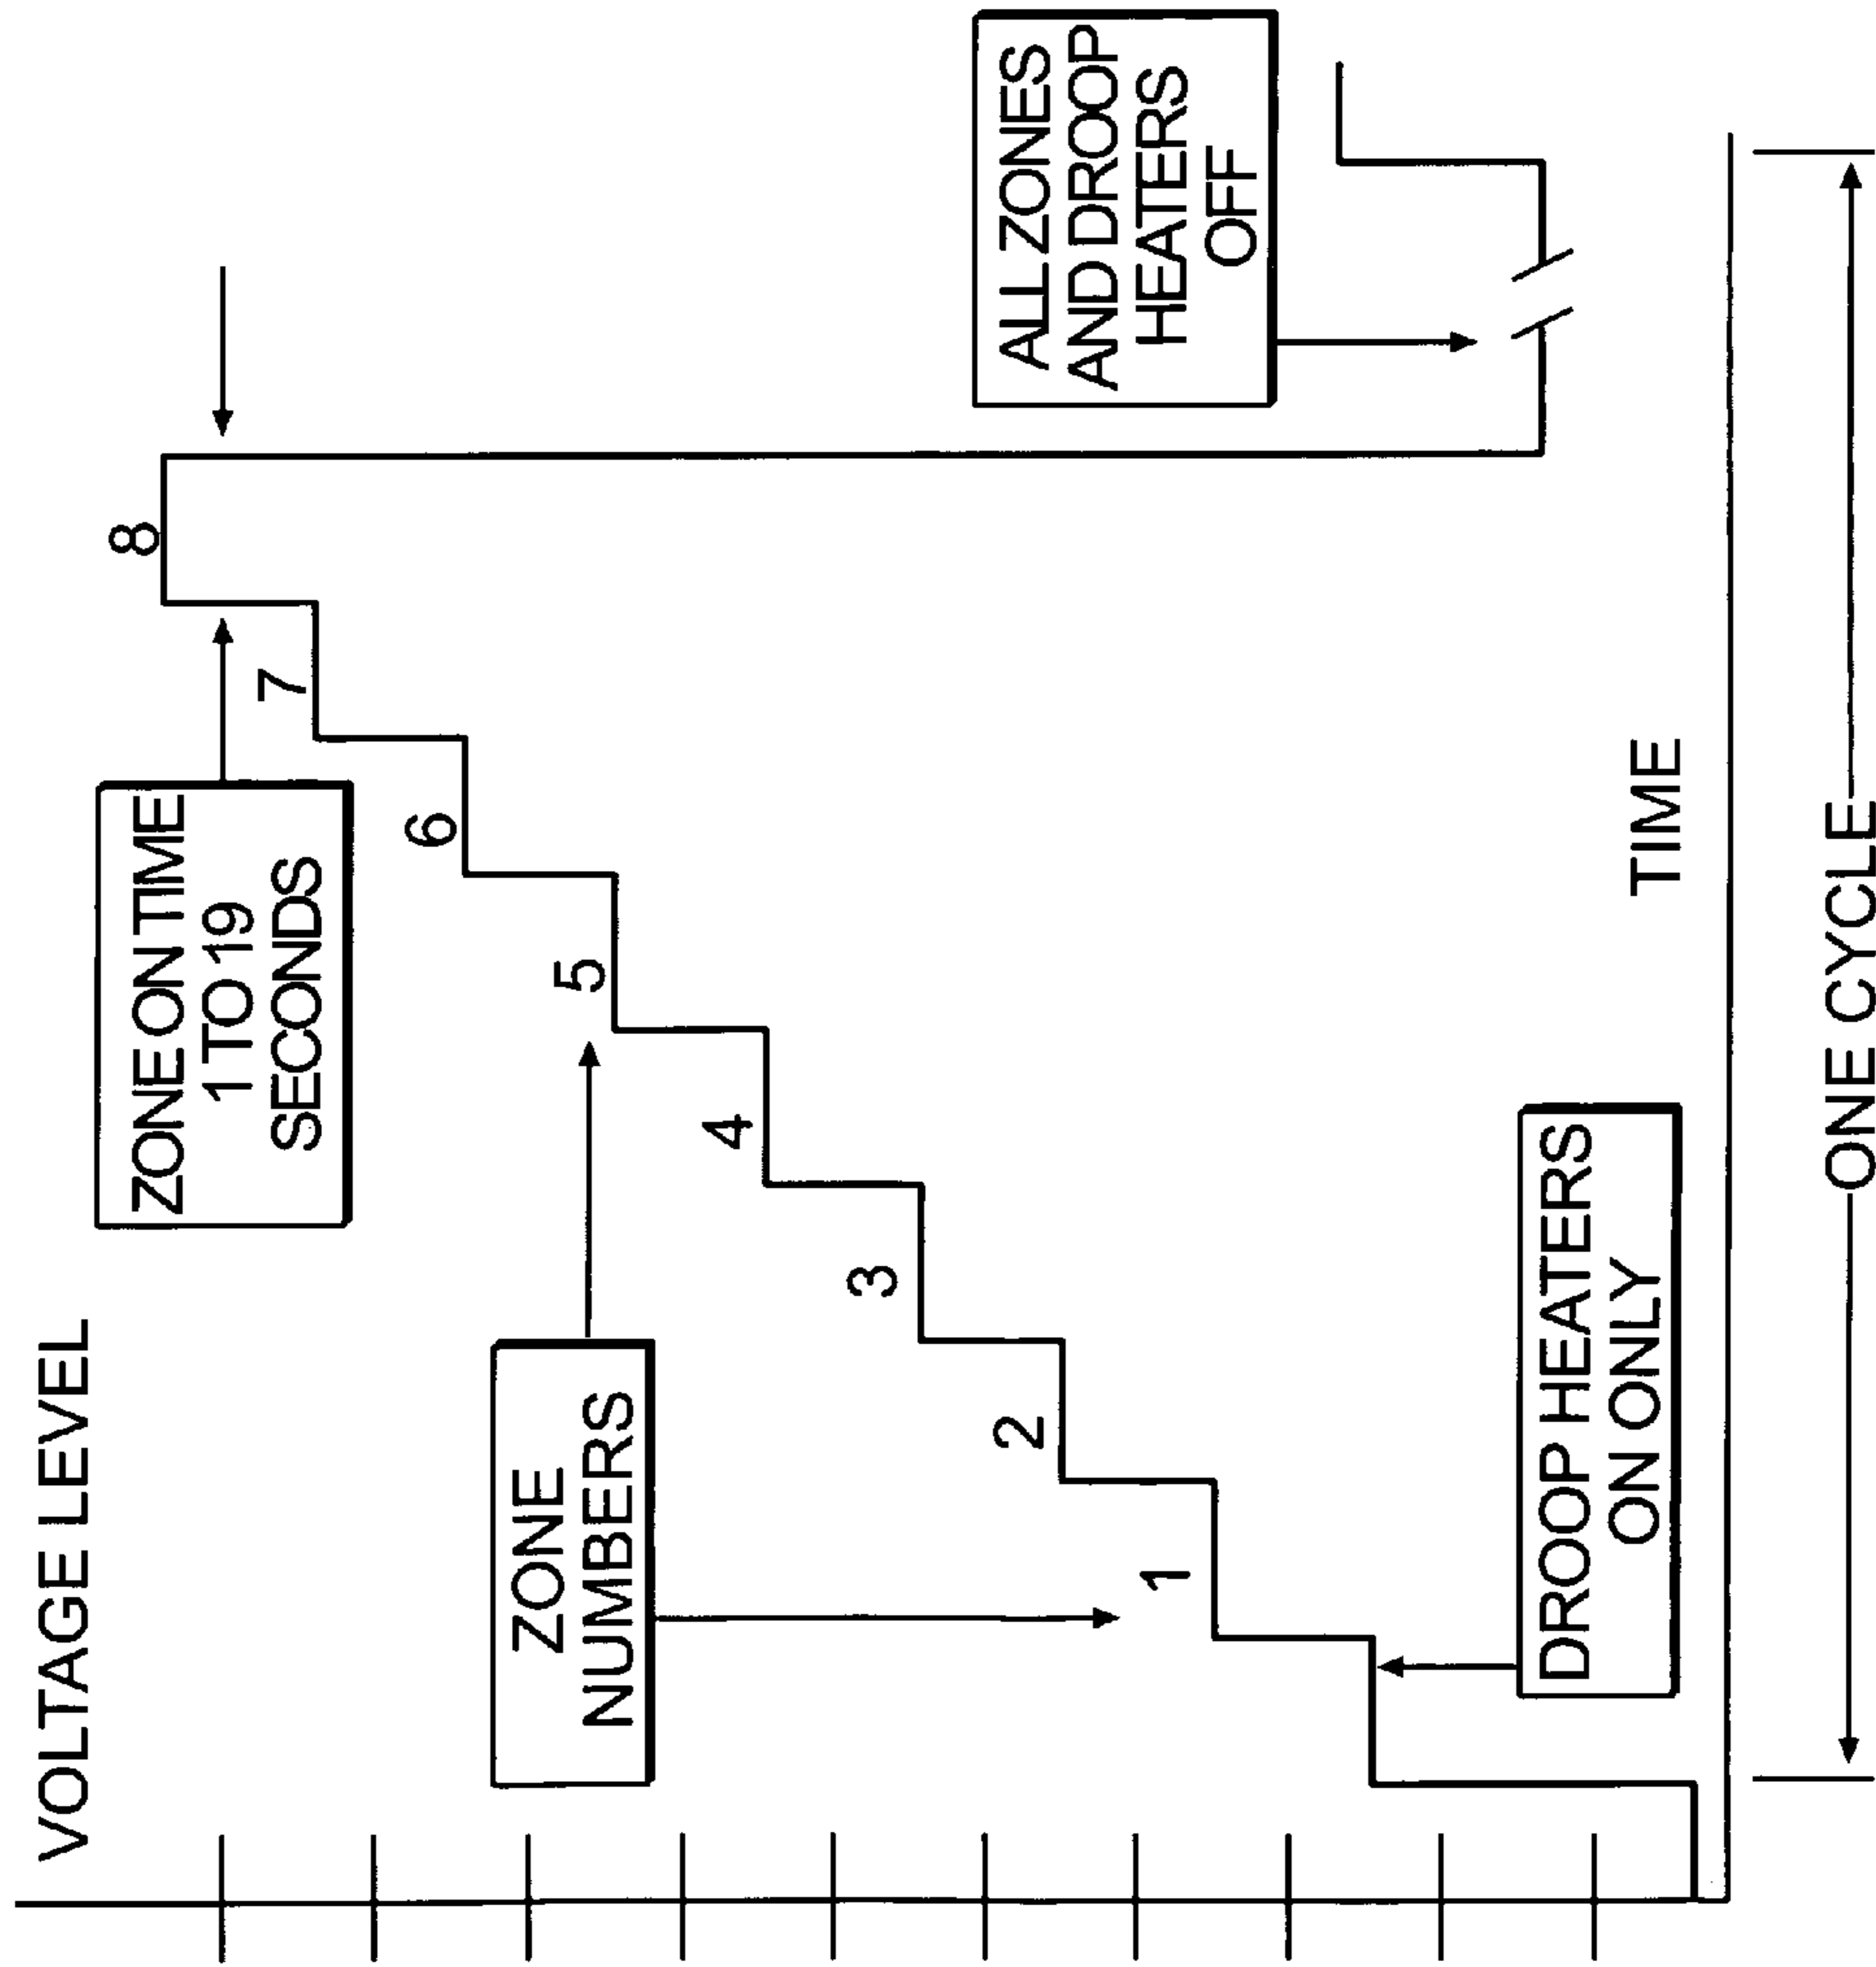 VOLTAGE LEVEL
ZONE ON TIME
1 TO 19
SECONDS
ZONE
NUMBERS
8
7
6
5
4
3
2
1
ALL ZONES
AND DROOP
HEATERS
OFF
DROOP HEATERS
ON ONLY
TIME
ONE CYCLE